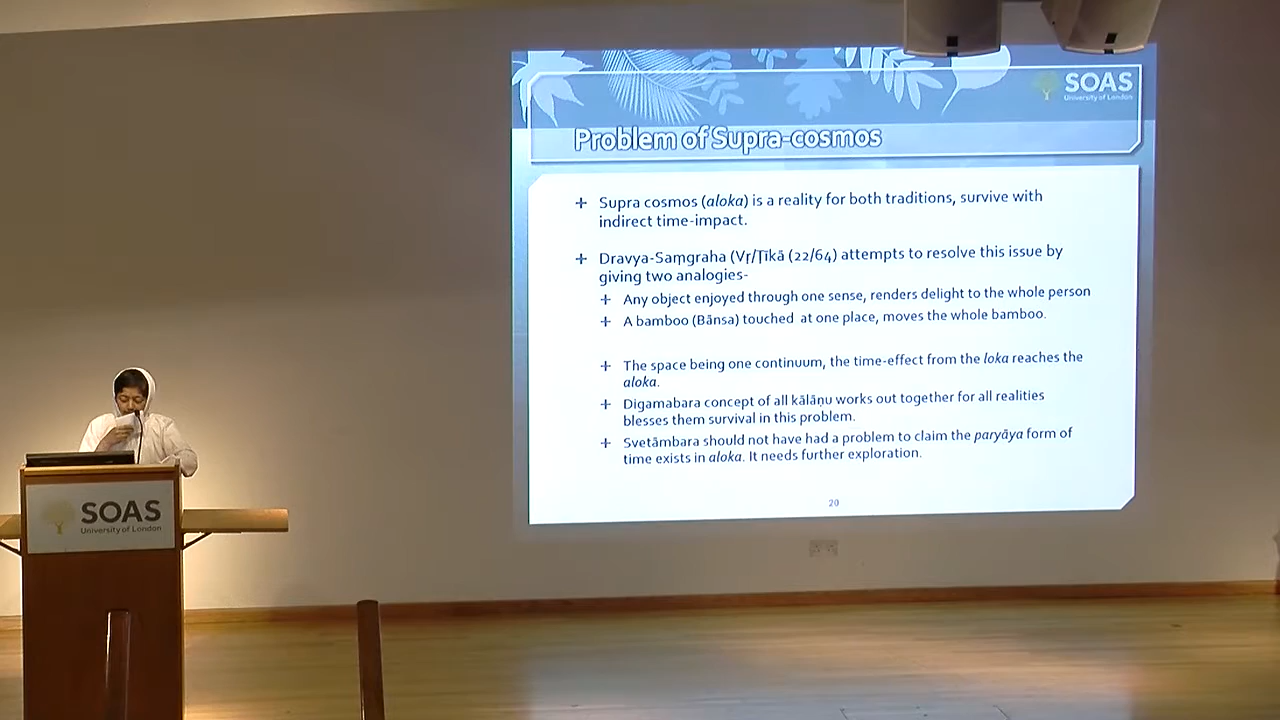 SOAS
University of London
Problem of Supra-cosmos
Supra cosmos (aloka) is a reality for both traditions, survive with
indirect time-impact.
Dravya-Saṃgraha (Vṛ/Ṭīkā (22/64) attempts to resolve this issue by
giving two analogies-
Any object enjoyed through one sense, renders delight to the whole person
A bamboo (Bānsa) touched at one place, moves the whole bamboo.
The space being one continuum, the time-effect from the loka reaches the
aloka.
Digamabara concept of all kālāṇu works out together for all realities
blesses them survival in this problem.
Svetāmbara should not have had a problem to claim the paryāya form of
time exists in aloka. It needs further exploration.
20
SOAS
University of London